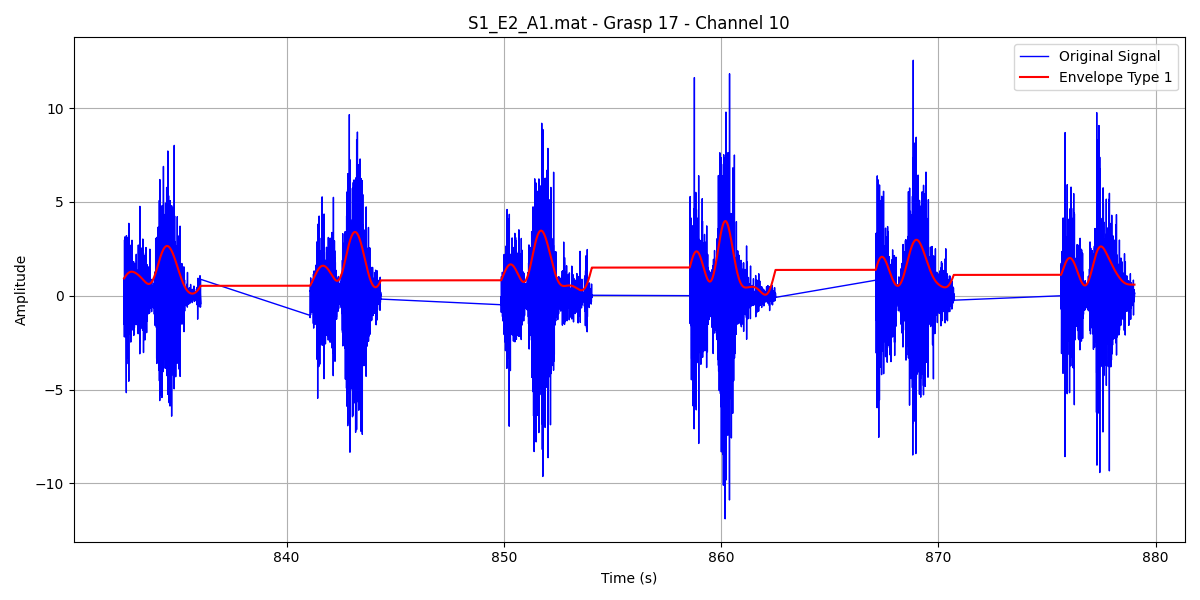 S1_E2_A1.mat - Grasp 17 - Channel 10
Original Signal
Envelope Type 1
Amplitude
10
5
0
−5
−10
840
850
860
870
880
Time (s)